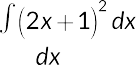 ∫(2x+1)² dx
dx